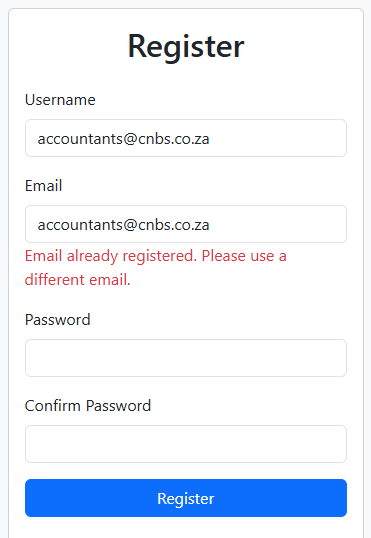 Register
Username
accountants@cnbs.co.za
Email
accountants@cnbs.co.za
Email already registered. Please use a
different email.
Password
Confirm Password
Register